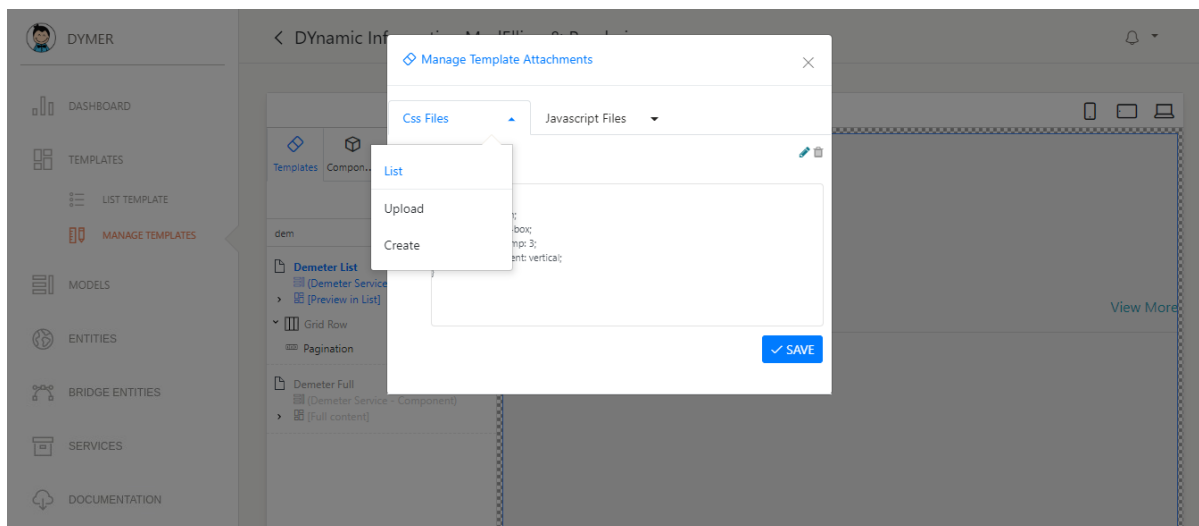 DYMER
DYnamic Inf
Manage Template Attachments
DASHBOARD
Css Files
Javascript Files
TEMPLATES
Templates
Compon...
List
LIST TEMPLATE
Upload
MANAGE TEMPLATES
dem
Create
-box;
mp: 3;
ent: vertical;
}
Demeter List
(Demeter Service
[Preview in List]
MODELS
View More
Grid Row
ENTITIES
Pagination
SAVE
Demeter Full
(Demeter Service - Component)
[Full content]
BRIDGE ENTITIES
SERVICES
DOCUMENTATION